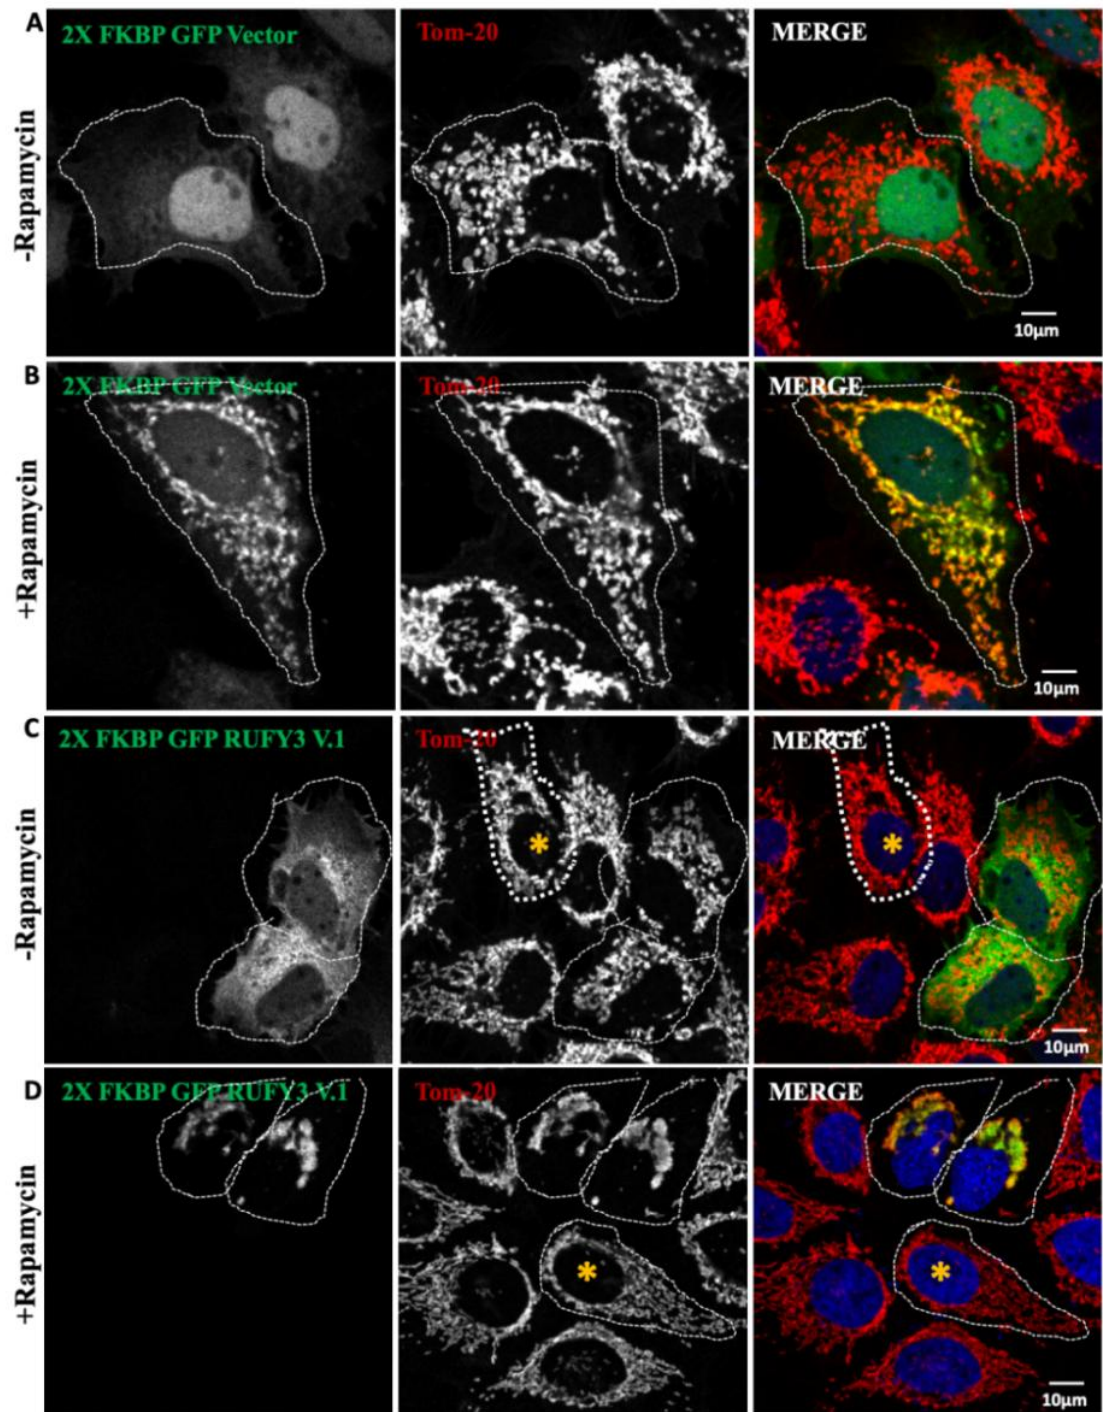 A
2X FKBP GFP Vector
Tom-20
MERGE
-Rapamycin
10µm
B
2X FKBP GFP Vector
Tom-20
MERGE
+Rapamycin
10µm
C
2X FKBP GFP RUFY3 V.1
Tom-20
MERGE
-Rapamycin
*
*
10µm
D
2X FKBP GFP RUFY3 V.1
Tom-20
MERGE
+Rapamycin
*
*
10µm